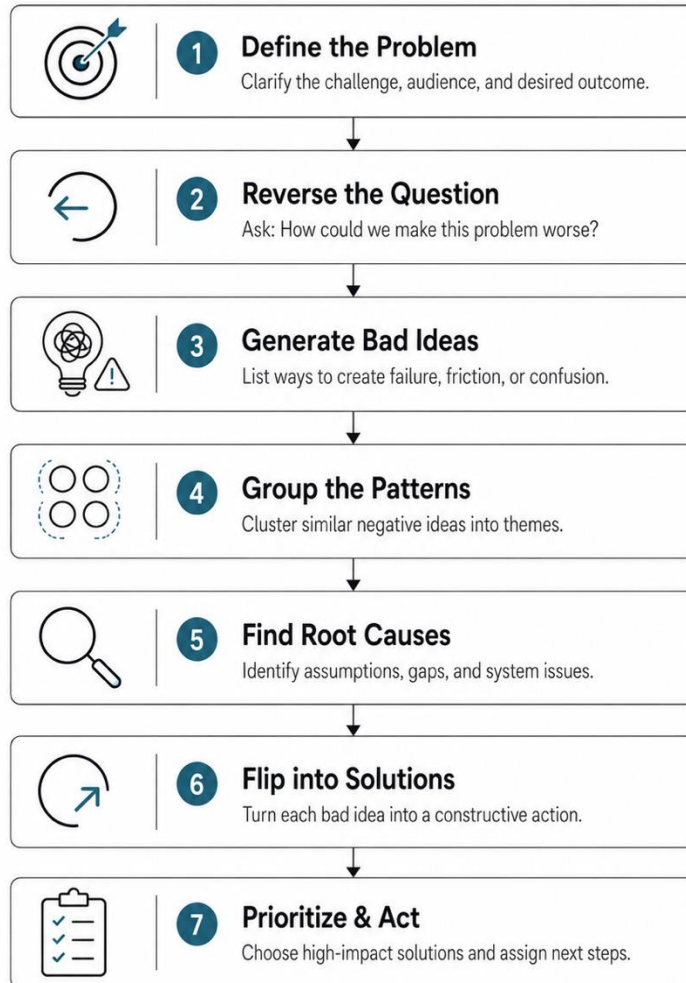 1
Define the Problem
Clarify the challenge, audience, and desired outcome.
2
Reverse the Question
Ask: How could we make this problem worse?
3
Generate Bad Ideas
List ways to create failure, friction, or confusion.
4
Group the Patterns
Cluster similar negative ideas into themes.
5
Find Root Causes
Identify assumptions, gaps, and system issues.
6
Flip into Solutions
Turn each bad idea into a constructive action.
7
Prioritize & Act
Choose high-impact solutions and assign next steps.